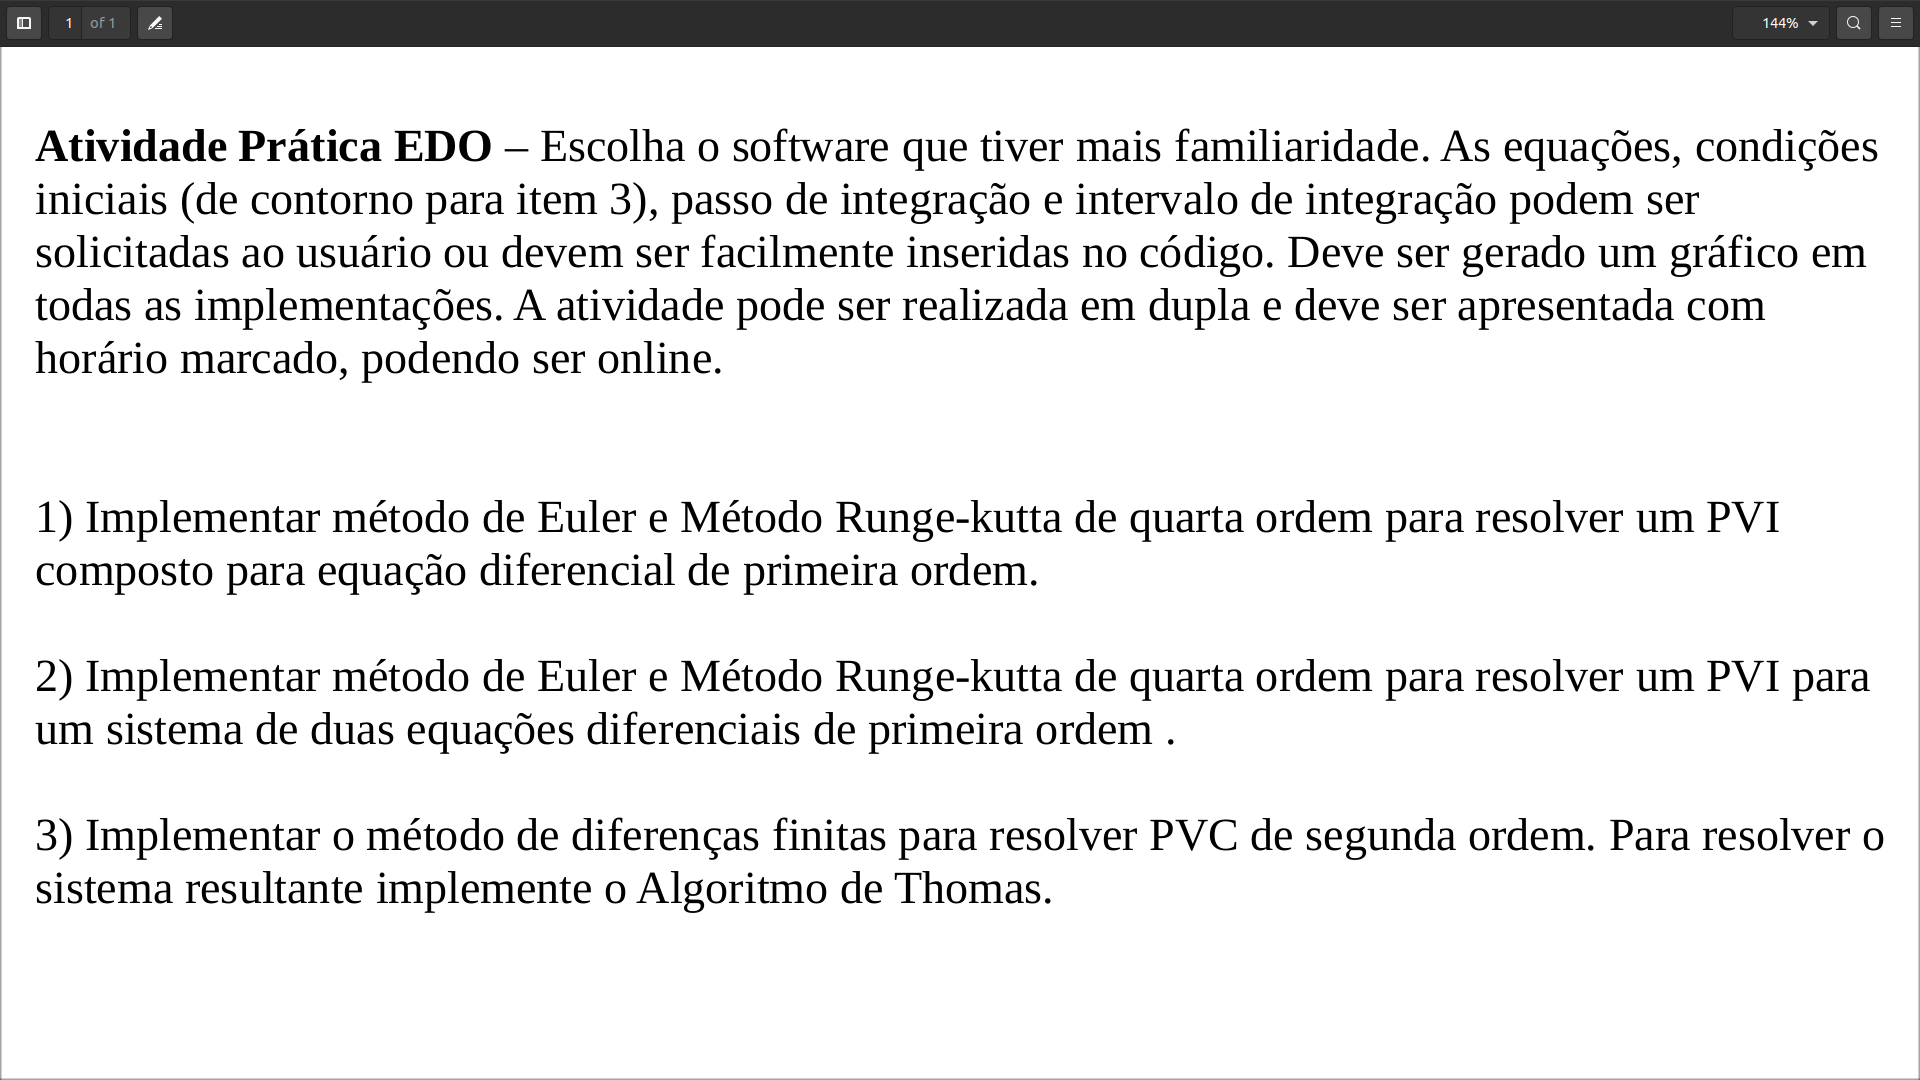 1 of 1
144%
Atividade Prática EDO – Escolha o software que tiver mais familiaridade. As equações, condições
iniciais (de contorno para item 3), passo de integração e intervalo de integração podem ser
solicitadas ao usuário ou devem ser facilmente inseridas no código. Deve ser gerado um gráfico em
todas as implementações. A atividade pode ser realizada em dupla e deve ser apresentada com
horário marcado, podendo ser online.
1) Implementar método de Euler e Método Runge-kutta de quarta ordem para resolver um PVI
composto para equação diferencial de primeira ordem.
2) Implementar método de Euler e Método Runge-kutta de quarta ordem para resolver um PVI para
um sistema de duas equações diferenciais de primeira ordem .
3) Implementar o método de diferenças finitas para resolver PVC de segunda ordem. Para resolver o
sistema resultante implemente o Algoritmo de Thomas.